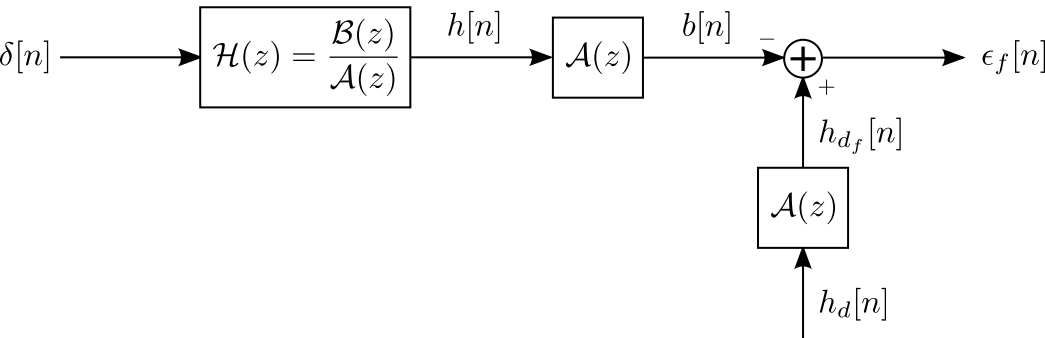 δ[n]
ℋ(z) = ℬ(z)/𝒜(z)
h[n]
𝒜(z)
b[n]
−
+
ϵ_f[n]
+
h_{d_f}[n]
𝒜(z)
h_d[n]